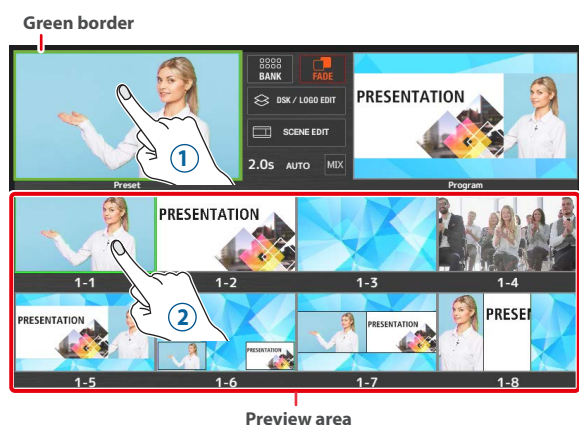 Green border
BANK
FADE
DSK / LOGO EDIT
SCENE EDIT
2.0s AUTO MIX
PRESENTATION
1
Preset
Program
PRESENTATION
1-1
1-2
1-3
1-4
2
PRESENTATION
PRESENTATION
PRESENTATION
PRESEN
1-5
1-6
1-7
1-8
Preview area